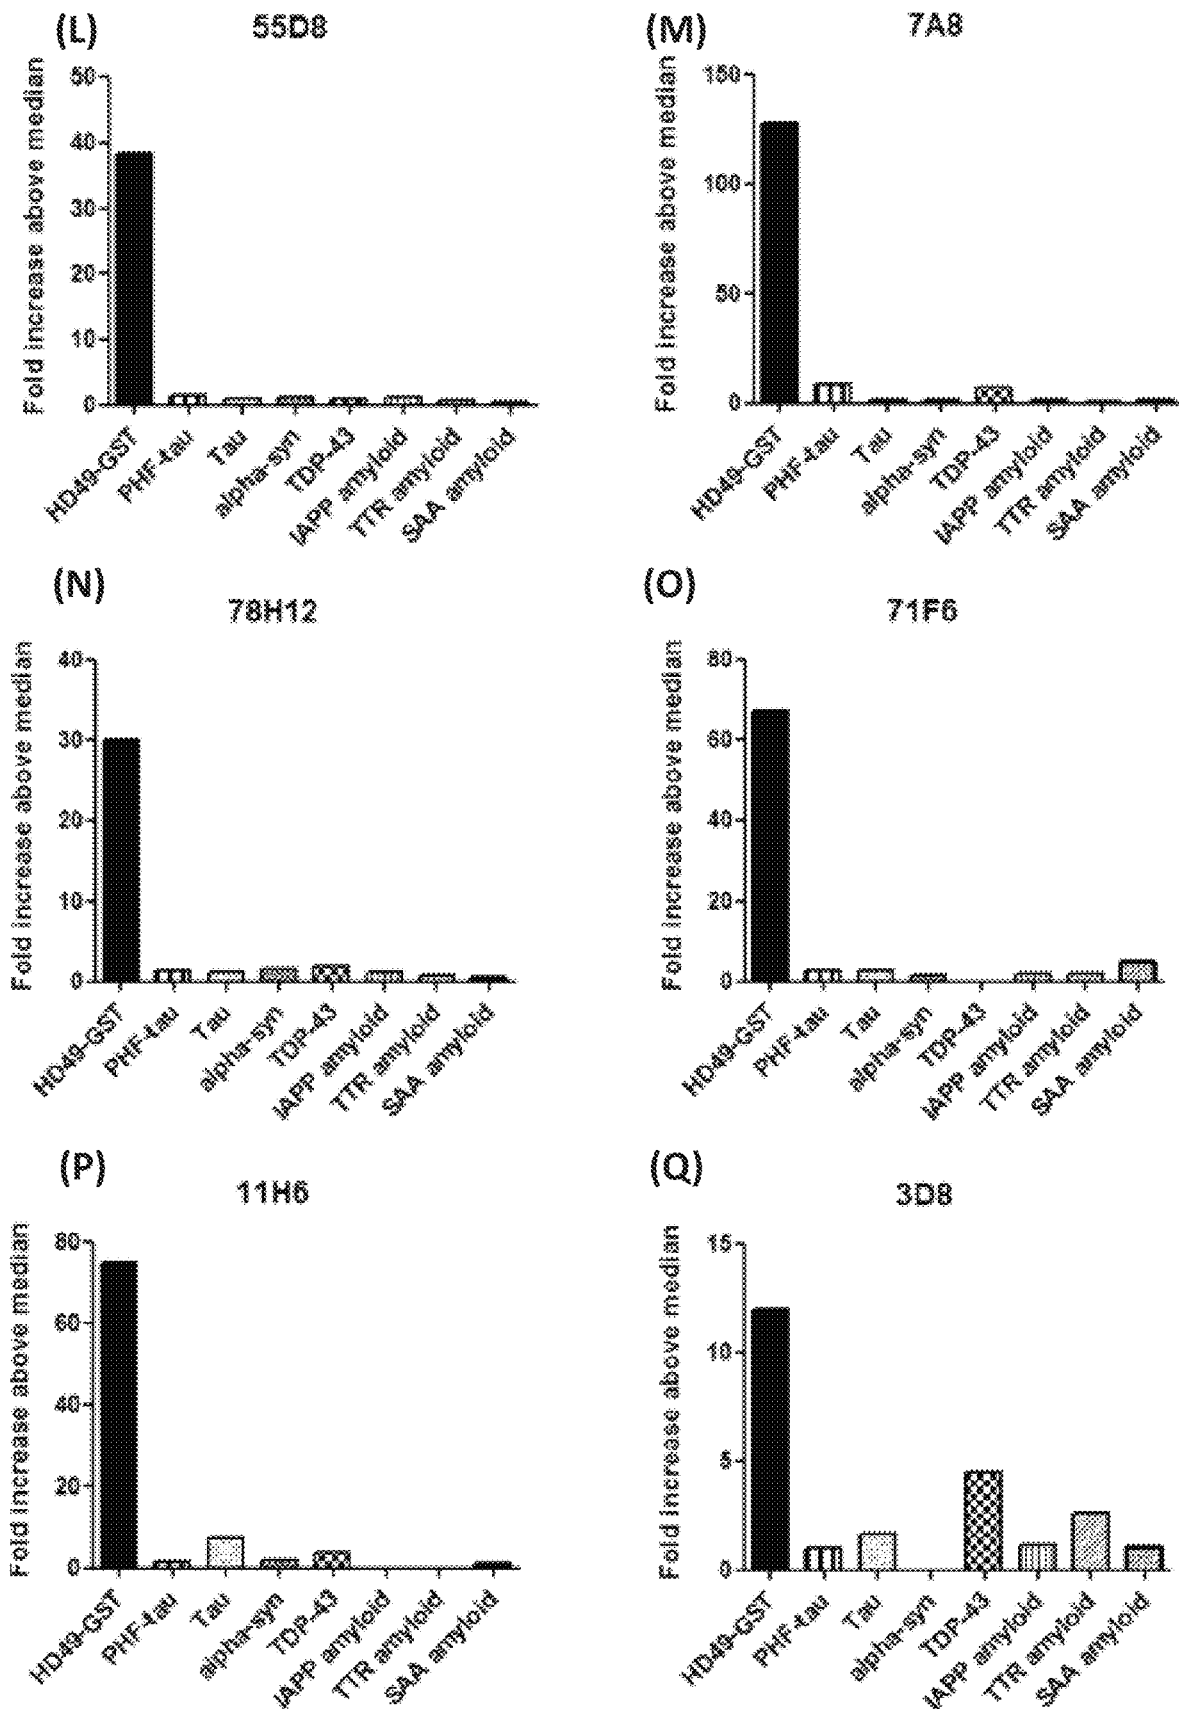 (L)
55D8
Fold increase above median
50
40
30
20
10
0
HD49-GST
PHF-tau
Tau
alpha-syn
TDP-43
IAPP amyloid
TTR amyloid
SAA amyloid
(M)
7A8
Fold increase above median
150
100
50
0
HD49-GST
PHF-tau
Tau
alpha-syn
TDP-43
IAPP amyloid
TTR amyloid
SAA amyloid
(N)
78H12
Fold increase above median
40
30
20
10
0
HD49-GST
PHF-tau
Tau
alpha-syn
TDP-43
IAPP amyloid
TTR amyloid
SAA amyloid
(O)
71F6
Fold increase above median
80
60
40
20
0
HD49-GST
PHF-tau
Tau
alpha-syn
TDP-43
IAPP amyloid
TTR amyloid
SAA amyloid
(P)
11H6
Fold increase above median
80
60
40
20
0
HD49-GST
PHF-tau
Tau
alpha-syn
TDP-43
IAPP amyloid
TTR amyloid
SAA amyloid
(Q)
3D8
Fold increase above median
15
10
5
0
HD49-GST
PHF-tau
Tau
alpha-syn
TDP-43
IAPP amyloid
TTR amyloid
SAA amyloid